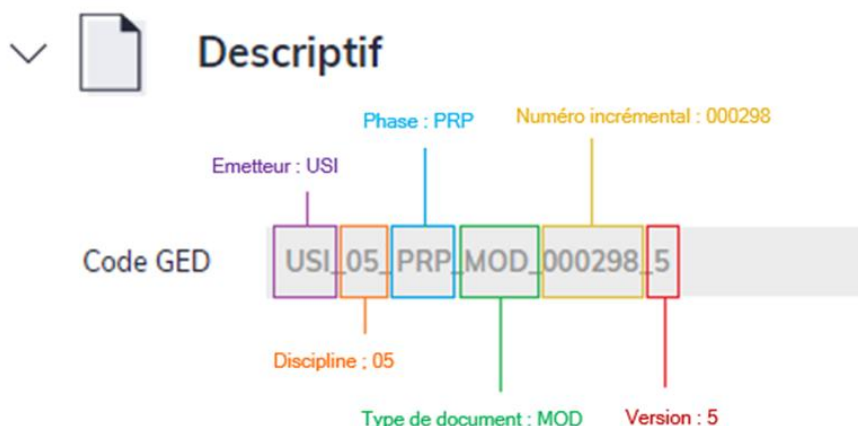 Descriptif
Phase : PRP
Numéro incrémental : 000298
Emetteur : USI
Code GED
USI_05_PRP_MOD_000298_5
Discipline : 05
Type de document : MOD
Version : 5